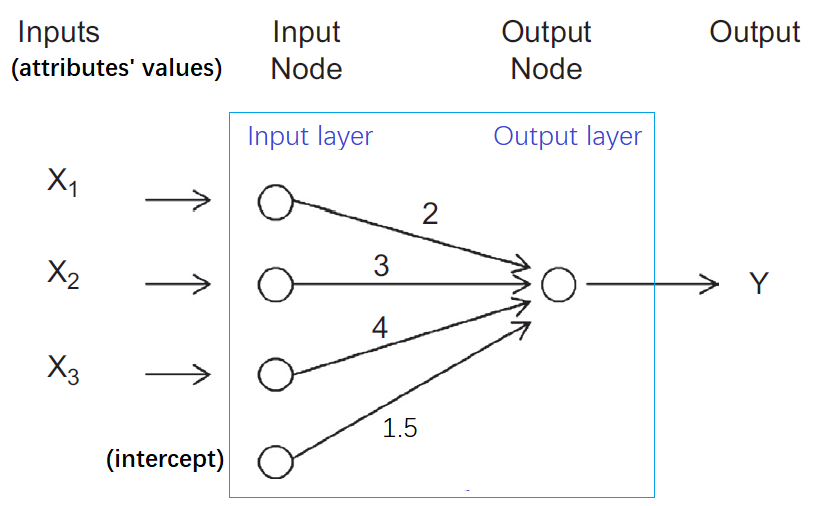 Inputs
(attributes' values)
Input
Node
Output
Node
Output
Input layer
Output layer
X1
2
X2
3
Y
4
X3
1.5
(intercept)